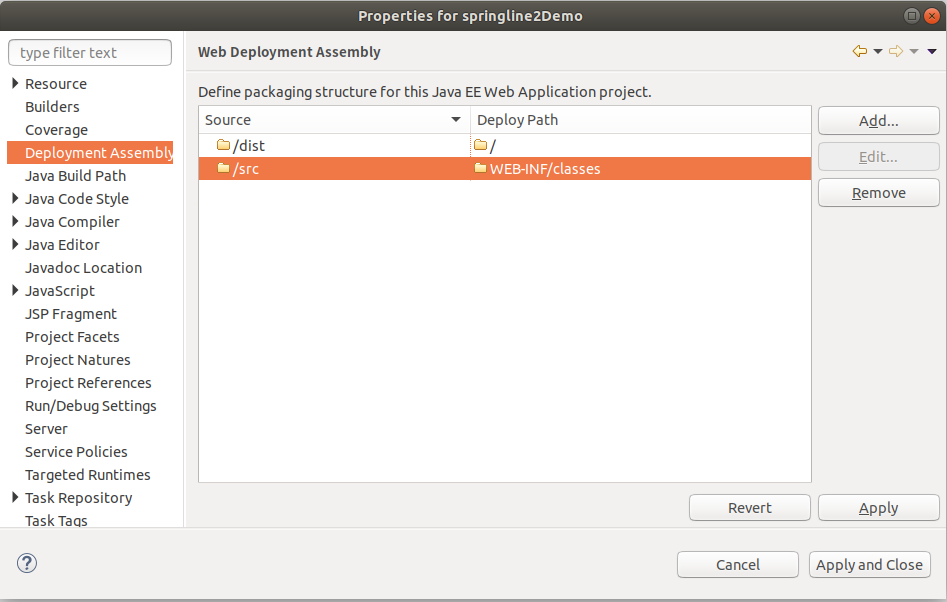 Properties for springline2Demo
type filter text
Resource
Builders
Coverage
Deployment Assembly
Java Build Path
Java Code Style
Java Compiler
Java Editor
Javadoc Location
JavaScript
JSP Fragment
Project Facets
Project Natures
Project References
Run/Debug Settings
Server
Service Policies
Targeted Runtimes
Task Repository
Task Tags
Web Deployment Assembly
Define packaging structure for this Java EE Web Application project.
Source Deploy Path
/dist /
/src WEB-INF/classes
Add...
Edit...
Remove
Revert Apply
? Cancel Apply and Close